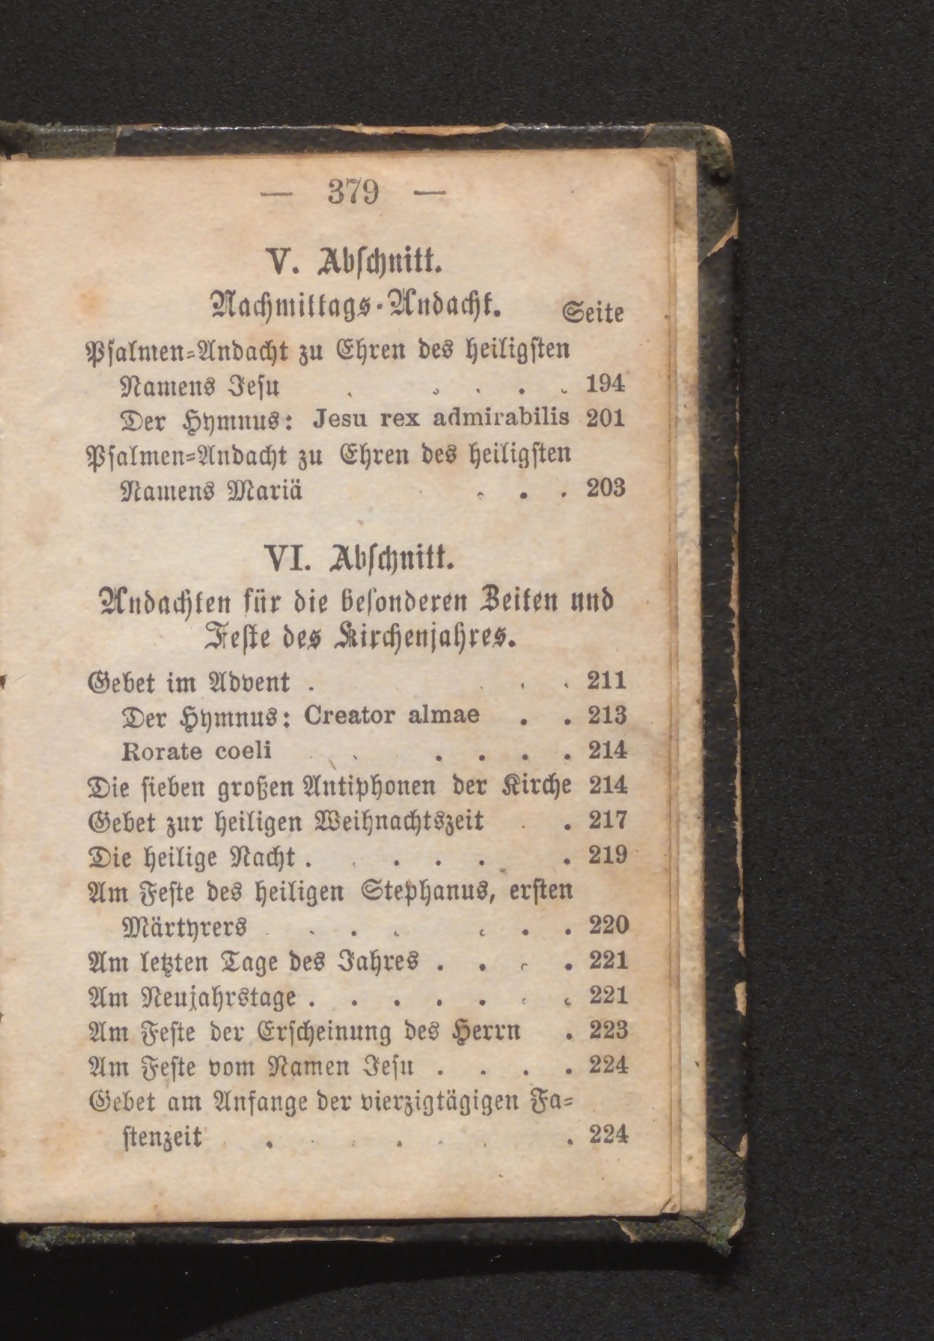 — 379 —
V. Abschnitt.
Nachmittags-Andacht. Seite
Psalmen-Andacht zu Ehren des heiligsten
Namens Jesu . . . . . 194
Der Hymnus: Jesu rex admirabilis 201
Psalmen-Andacht zu Ehren des heiligsten
Namens Mariä . . . 203
VI. Abschnitt.
Andachten für die besonderen Zeiten und
Feste des Kirchenjahres.
Gebet im Advent . . . . 211
Der Hymnus: Creator almae . . 213
Rorate coeli . . . . 214
Die sieben großen Antiphonen der Kirche 214
Gebet zur heiligen Weihnachtszeit . . 217
Die heilige Nacht . . . . . . 219
Am Feste des heiligen Stephanus, ersten
Märtyrers . . . . . . 220
Am letzten Tage des Jahres . . . . 221
Am Neujahrstage . . . . . . . 221
Am Feste der Erscheinung des Herrn . 223
Am Feste vom Namen Jesu . . . . 224
Gebet am Anfange der vierzigtägigen Fa-
stenzeit . . . . . 224